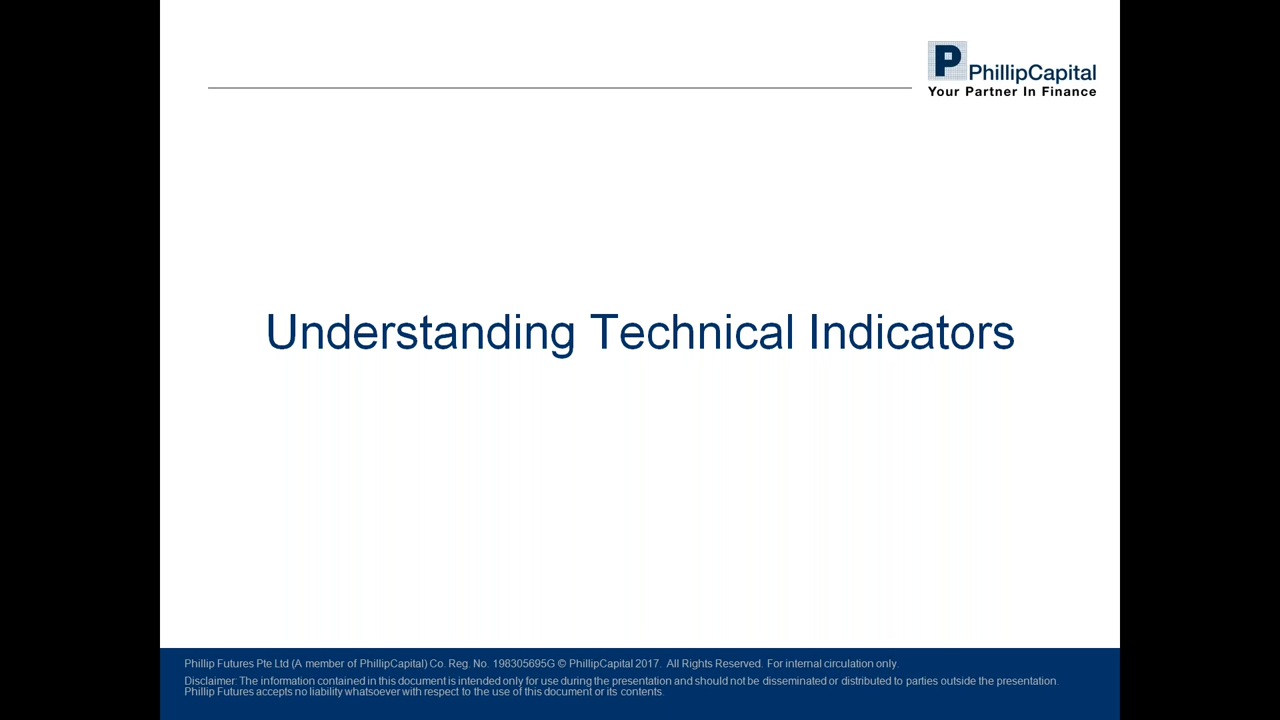 PhillipCapital
Your Partner In Finance
Understanding Technical Indicators
Phillip Futures Pte Ltd (A member of PhillipCapital) Co. Reg. No. 198305695G © PhillipCapital 2017. All Rights Reserved. For internal circulation only.
Disclaimer: The information contained in this document is intended only for use during the presentation and should not be disseminated or distributed to parties outside the presentation.
Phillip Futures accepts no liability whatsoever with respect to the use of this document or its contents.